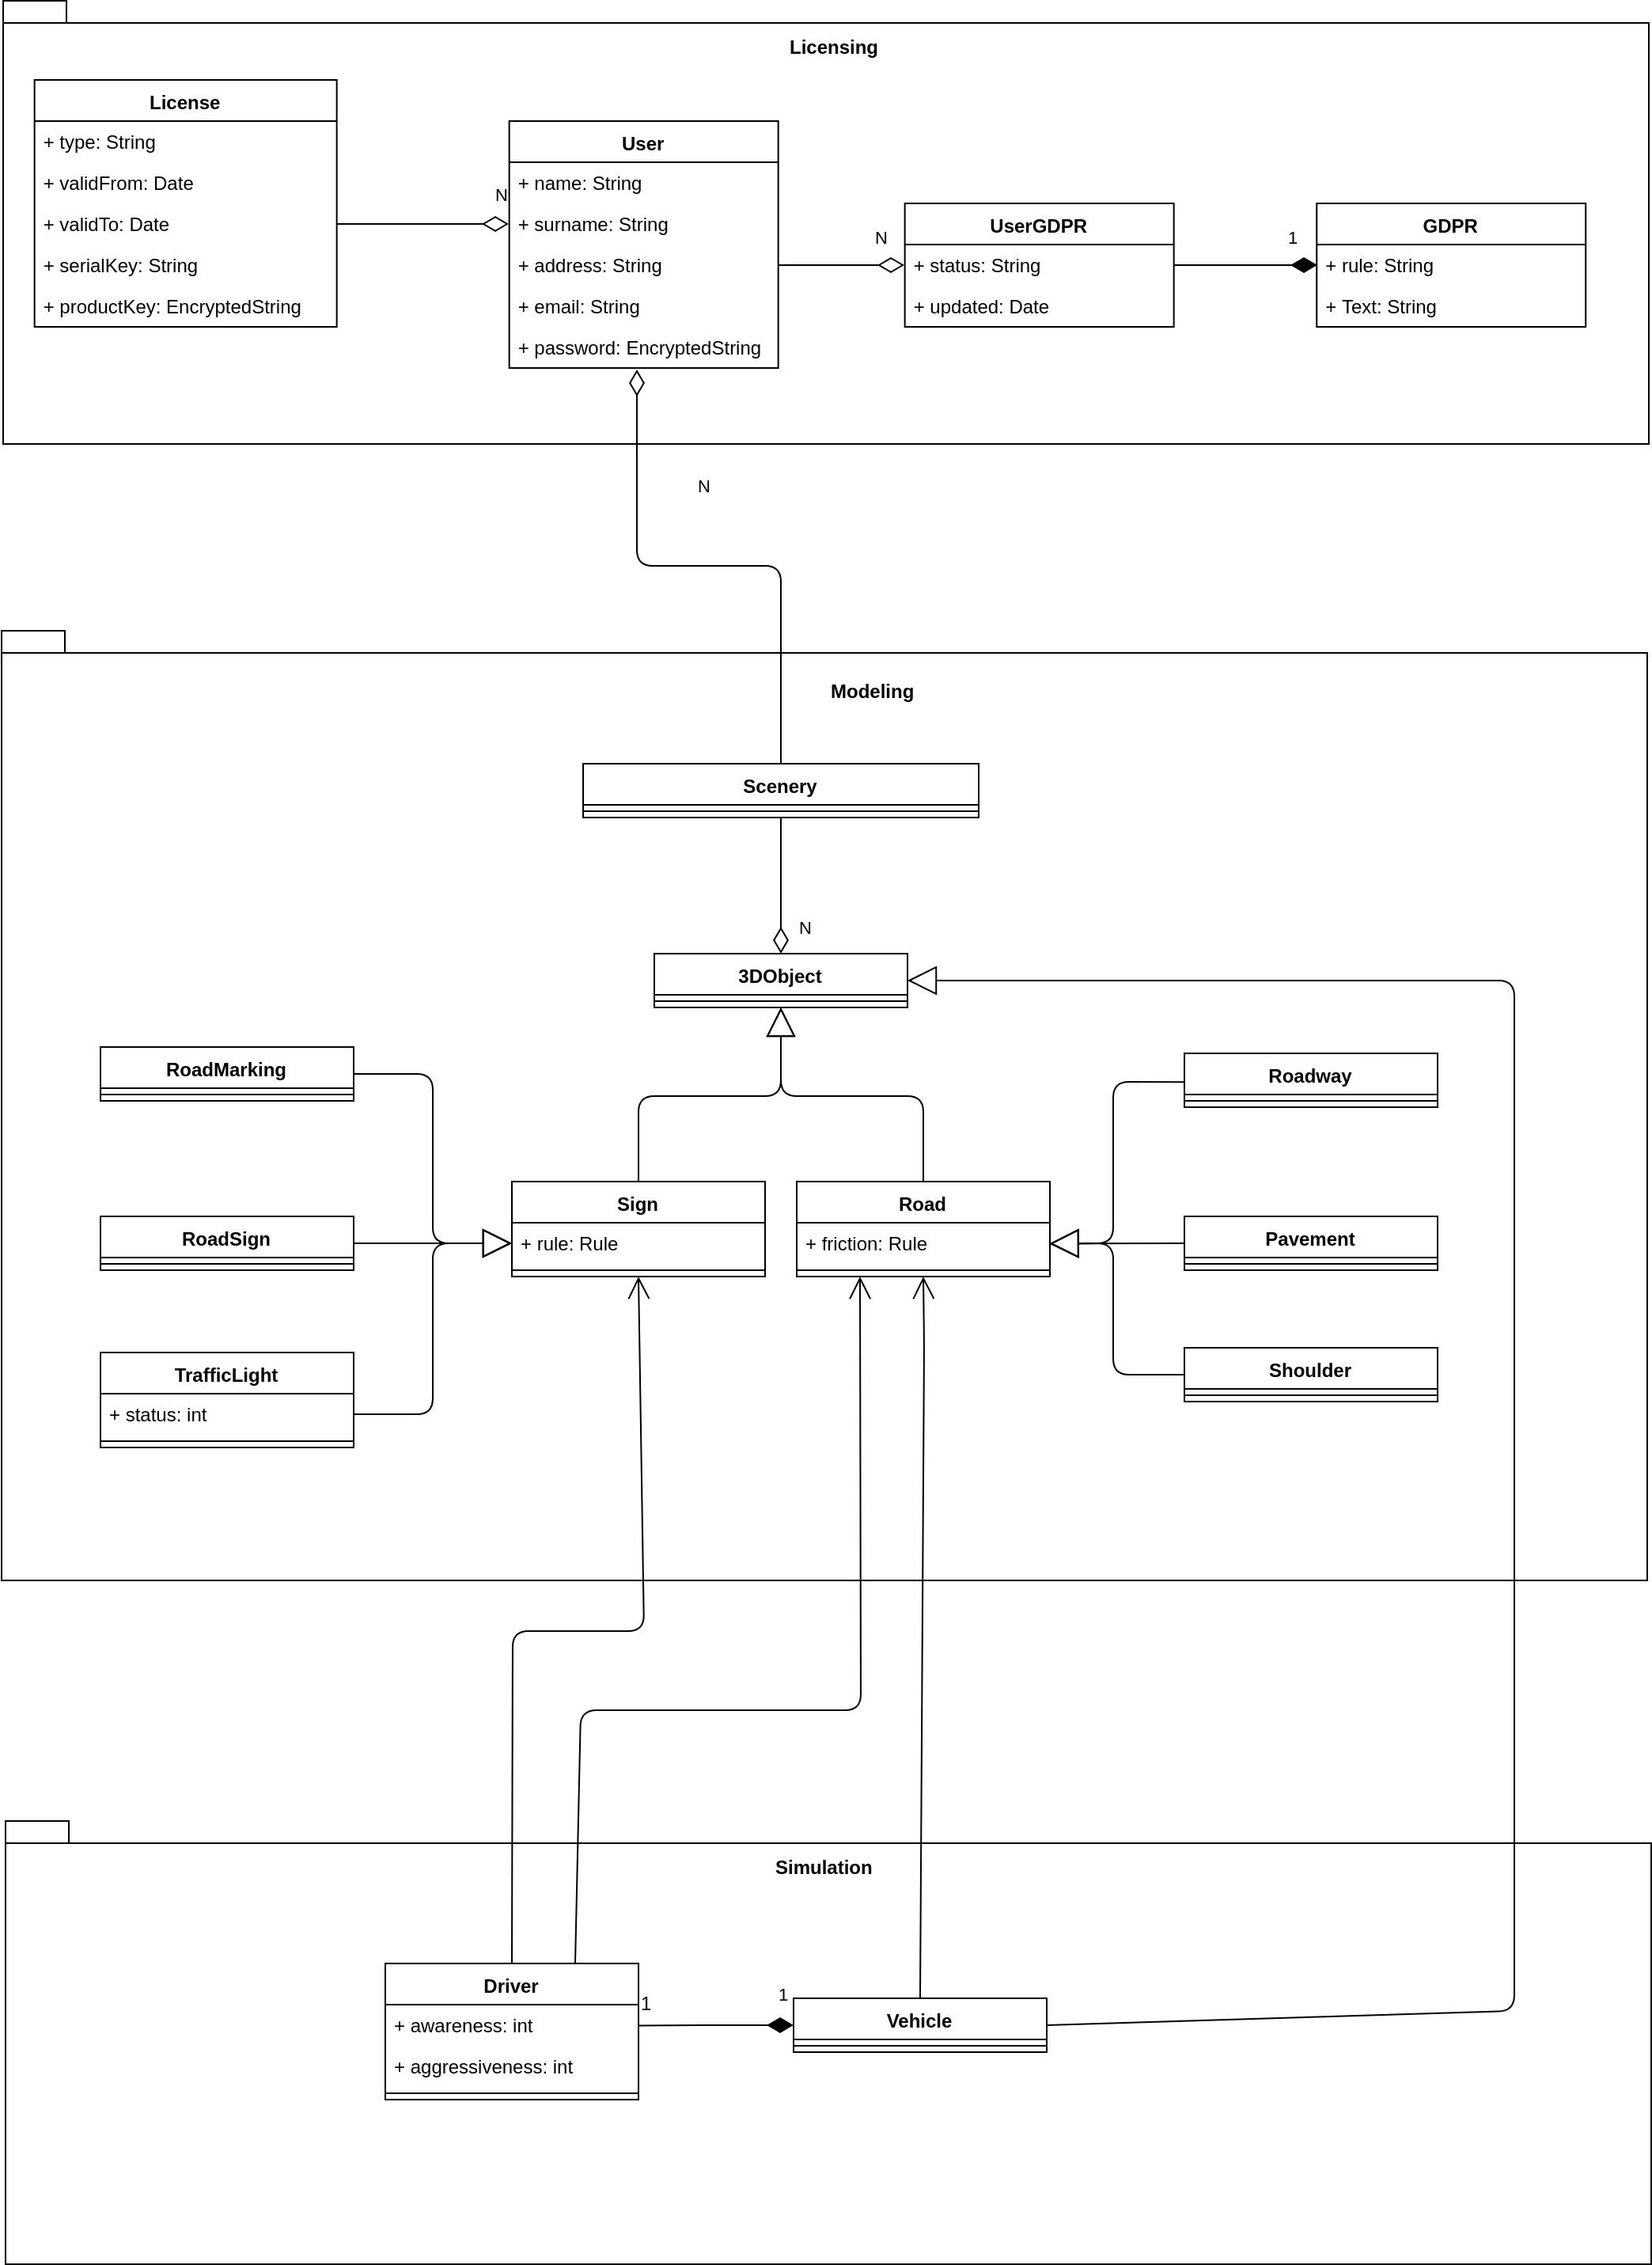 Licensing
License
+ type: String
+ validFrom: Date
+ validTo: Date
+ serialKey: String
+ productKey: EncryptedString
N
User
+ name: String
+ surname: String
+ address: String
+ email: String
+ password: EncryptedString
N
UserGDPR
+ status: String
+ updated: Date
1
GDPR
+ rule: String
+ Text: String
N
Modeling
Scenery
N
3DObject
RoadMarking
Roadway
Sign
+ rule: Rule
Road
+ friction: Rule
RoadSign
Pavement
TrafficLight
+ status: int
Shoulder
Simulation
Driver
+ awareness: int
+ aggressiveness: int
1
1
Vehicle